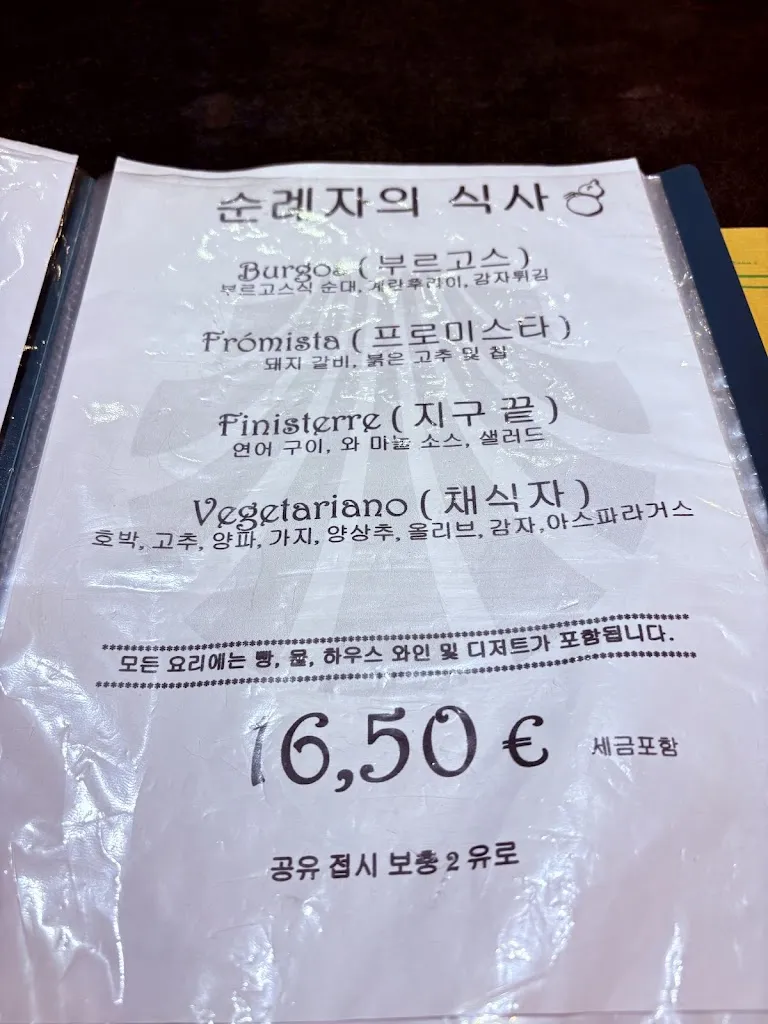 순례자의 식사
Burgos ( 부르고스 )
부르고스식 순대, 계란후라이, 감자튀김
Frómista ( 프로미스타 )
돼지 갈비, 붉은 고추 및 칩
Finisterre ( 지구 끝 )
연어 구이, 와 마늘 소스, 샐러드
Vegetariano ( 채식자 )
호박, 고추, 양파, 가지, 양상추, 올리브, 감자,아스파라거스
모든 요리에는 빵, 물, 하우스 와인 및 디저트가 포함됩니다.
16,50 € 세금포함
공유 접시 보충 2 유로